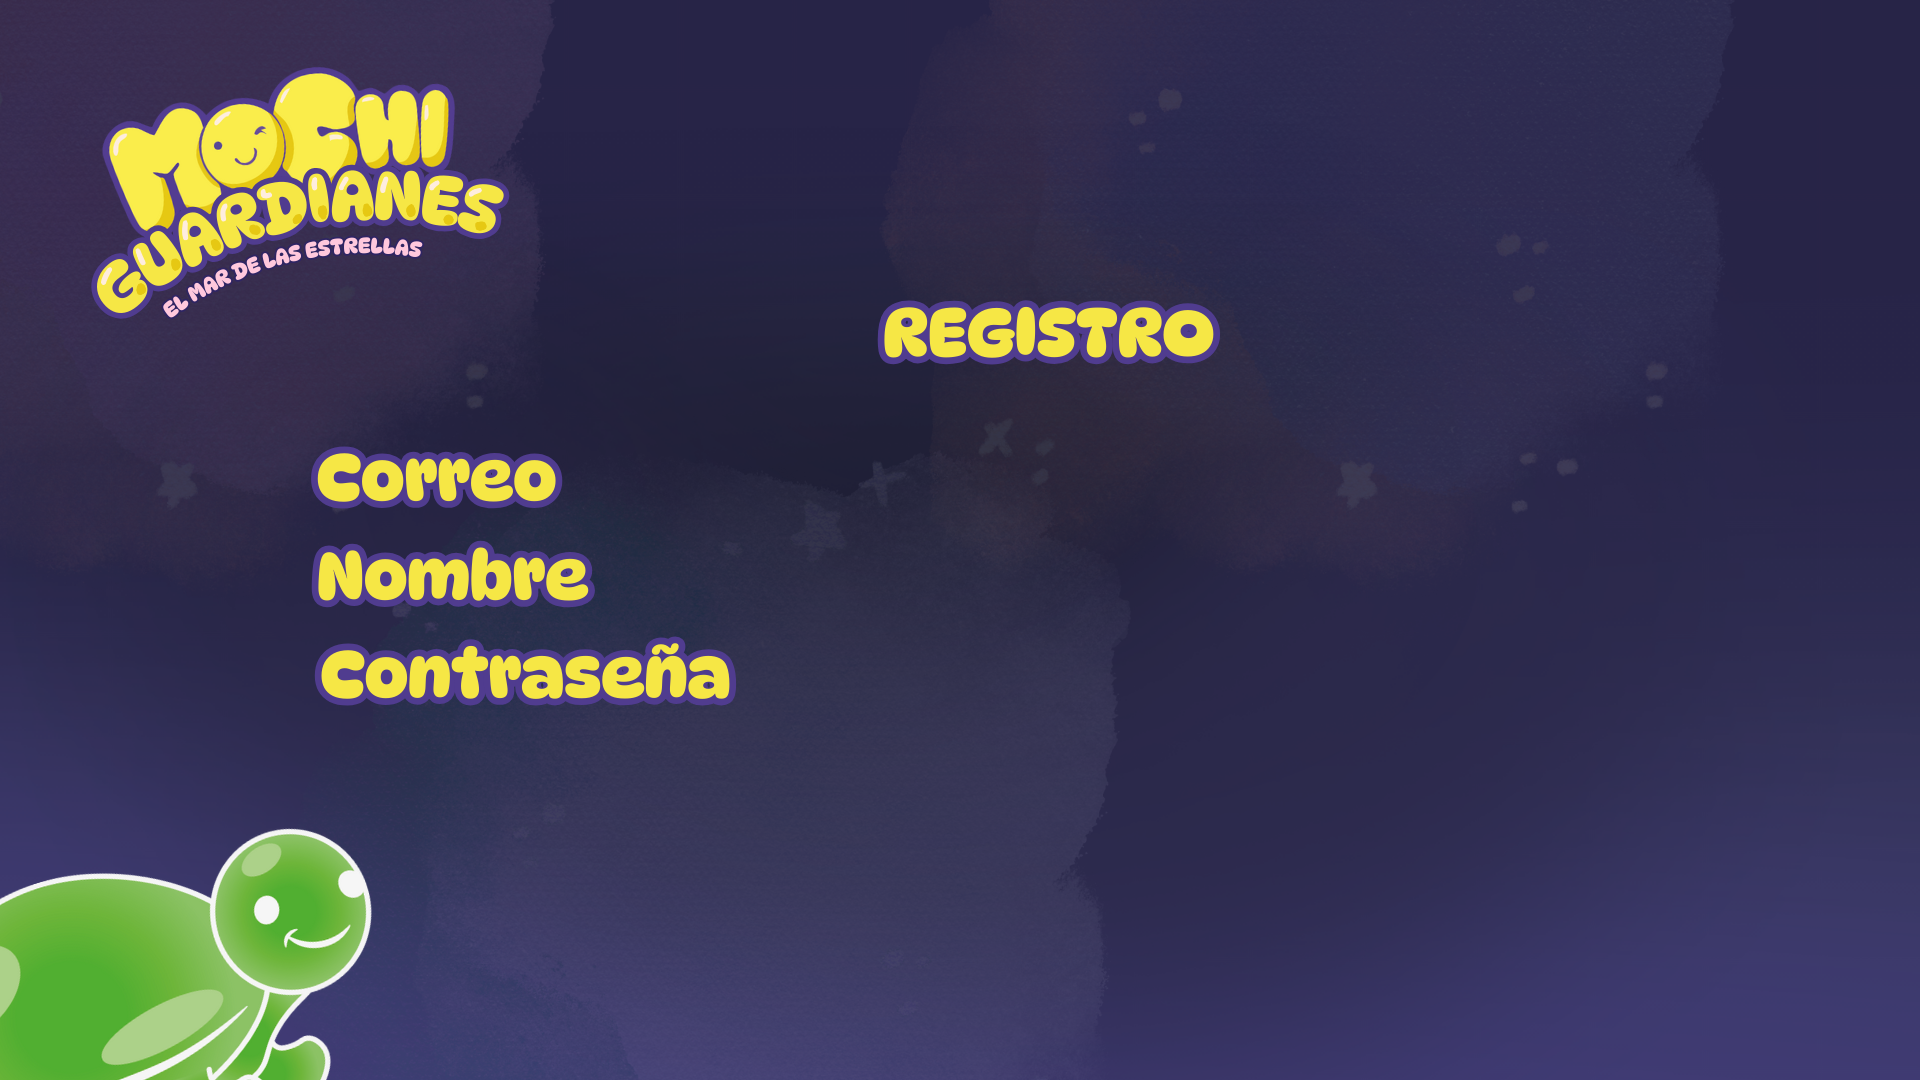 MOCHI
GUARDIANES
EL MAR DE LAS ESTRELLAS
REGISTRO
Correo
Nombre
Contraseña